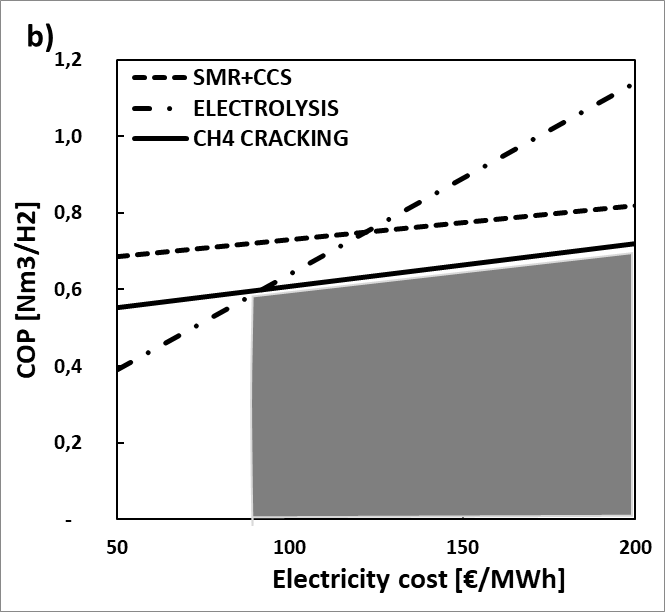 b)
1,2
1,0
0,8
0,6
0,4
0,2
-
SMR+CCS
ELECTROLYSIS
CH4 CRACKING
COP [Nm3/H2]
50
100
150
200
Electricity cost [€/MWh]